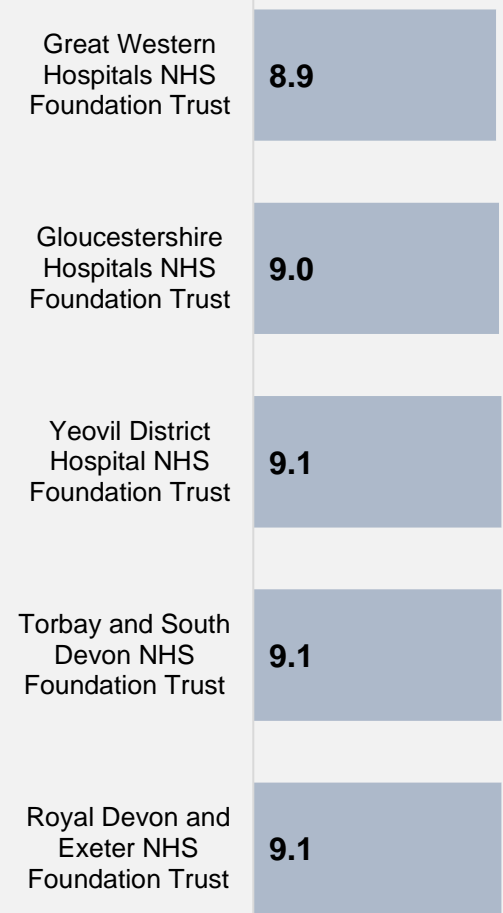 Great Western
Hospitals NHS
Foundation Trust
8.9
Gloucestershire
Hospitals NHS
Foundation Trust
9.0
Yeovil District
Hospital NHS
Foundation Trust
9.1
Torbay and South
Devon NHS
Foundation Trust
9.1
Royal Devon and
Exeter NHS
Foundation Trust
9.1